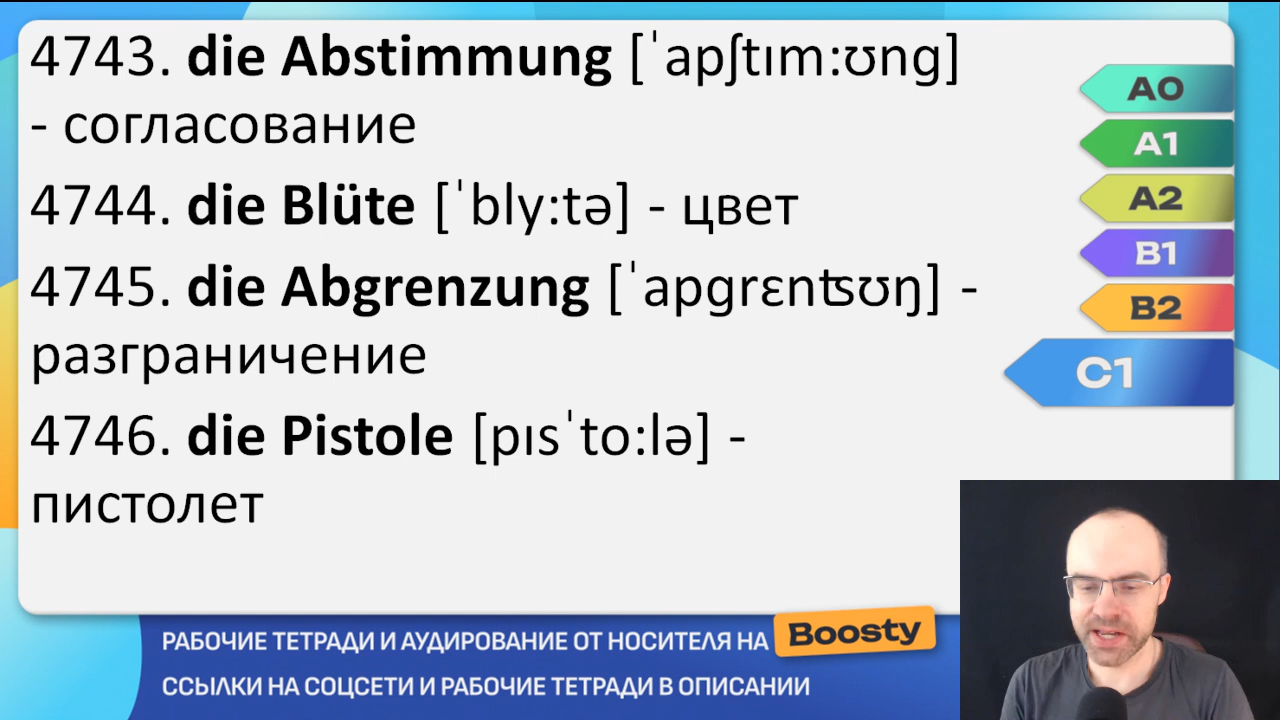 4743. die Abstimmung [ˈapʃtɪm:ʊng]
- согласование
4744. die Blüte [ˈbly:tə] - цвет
4745. die Abgrenzung [ˈapgrɛnʦʊŋ] -
разграничение
4746. die Pistole [pɪsˈto:lə] -
пистолет
A0
A1
A2
B1
B2
C1
РАБОЧИЕ ТЕТРАДИ И АУДИРОВАНИЕ ОТ НОСИТЕЛЯ НА Boosty
ССЫЛКИ НА СОЦСЕТИ И РАБОЧИЕ ТЕТРАДИ В ОПИСАНИИ